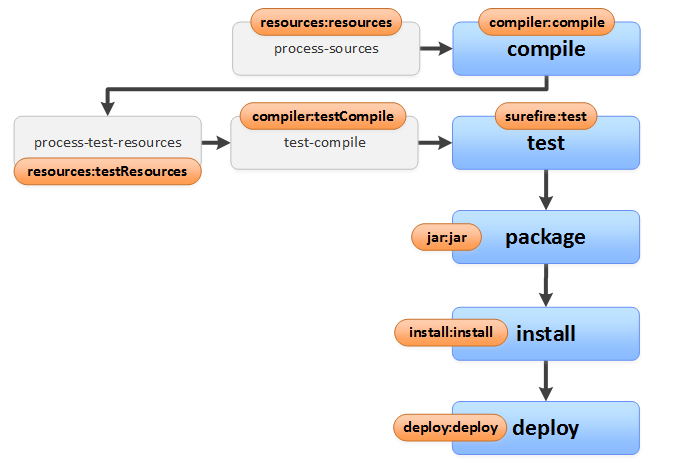 resources:resources
process-sources
compiler:compile
compile
process-test-resources
resources:testResources
compiler:testCompile
test-compile
surefire:test
test
jar:jar
package
install:install
install
deploy:deploy
deploy